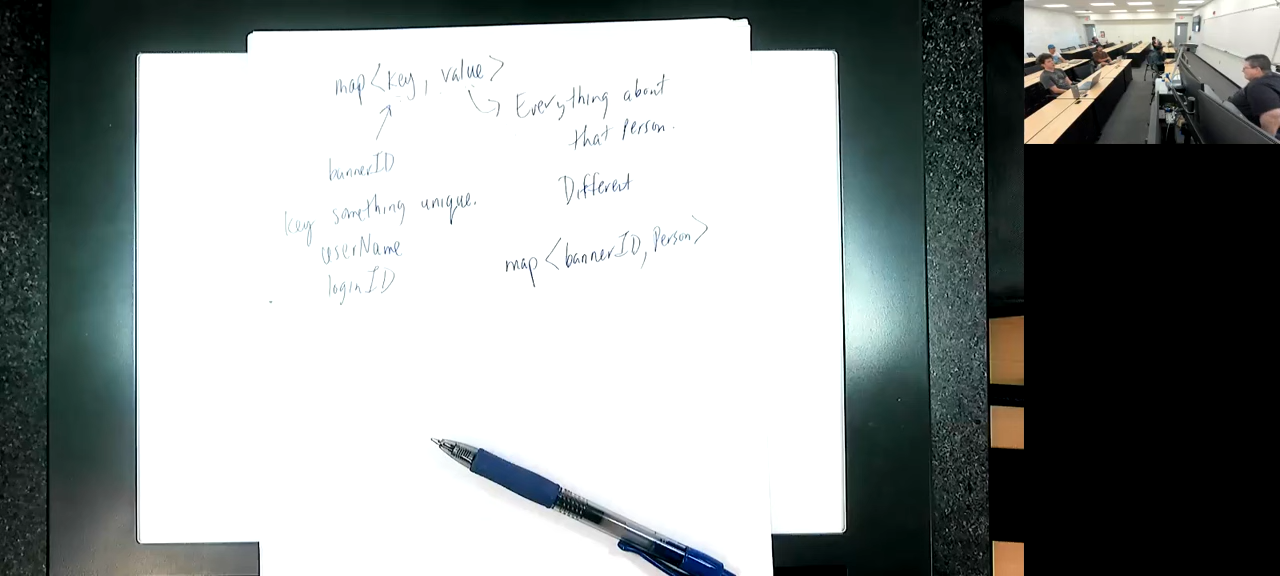 map<key, value>
Everything about
that Person.
bannerID
key something unique.
userName
loginID
Different
map<bannerID, Person>